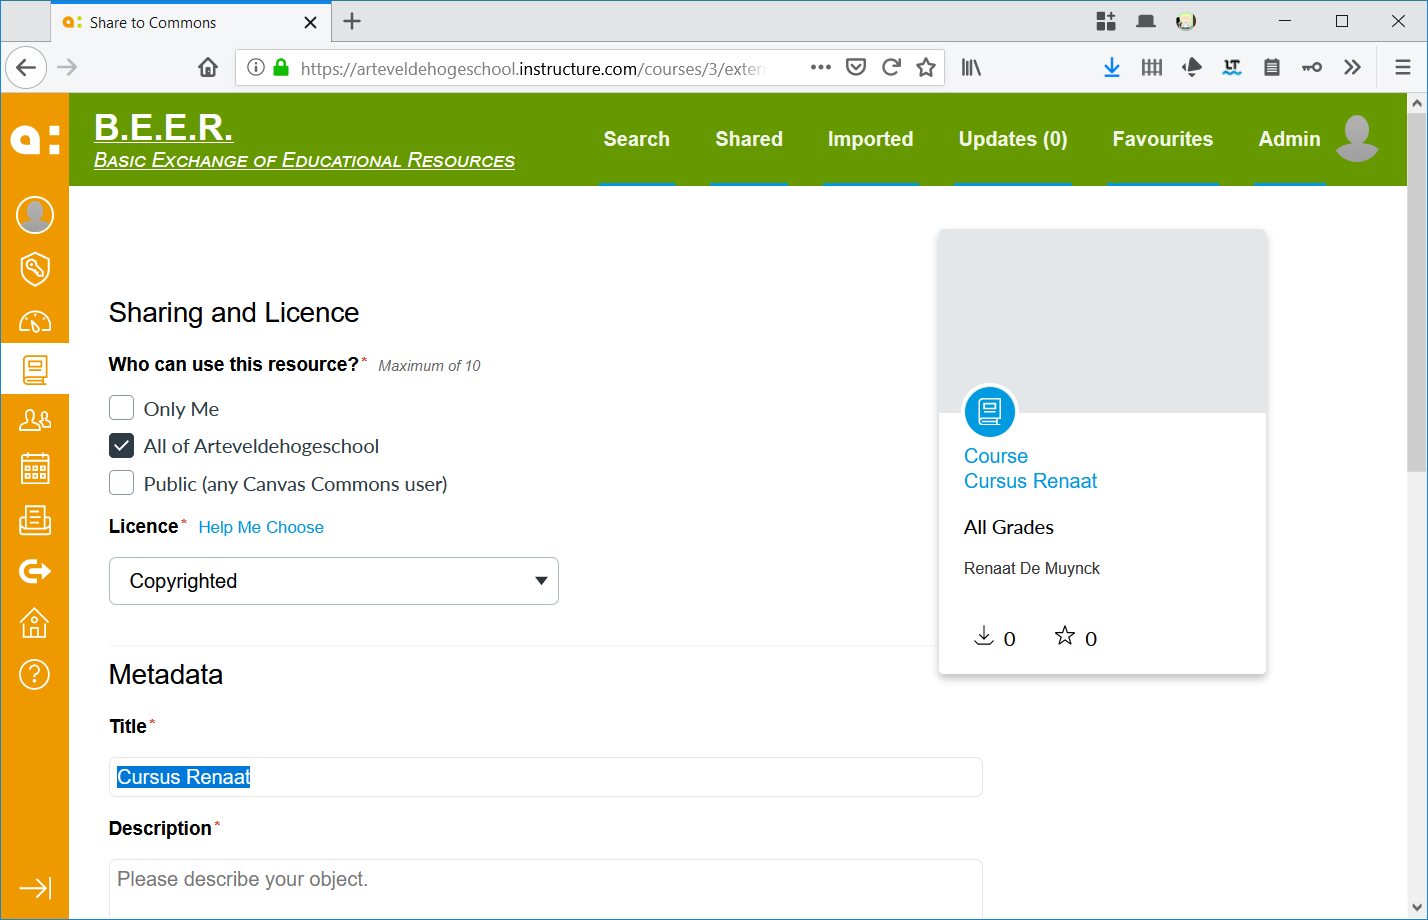 a: Share to Commons
https://arteveldehogeschool.instructure.com/courses/3/exter
LT
a:
B.E.E.R.
Basic Exchange of Educational Resources
Search
Shared
Imported
Updates (0)
Favourites
Admin
Sharing and Licence
Who can use this resource?* Maximum of 10
Only Me
All of Arteveldehogeschool
Public (any Canvas Commons user)
Licence* Help Me Choose
Copyrighted
Metadata
Title*
Cursus Renaat
Description*
Please describe your object.
Course
Cursus Renaat
All Grades
Renaat De Muynck
0
0